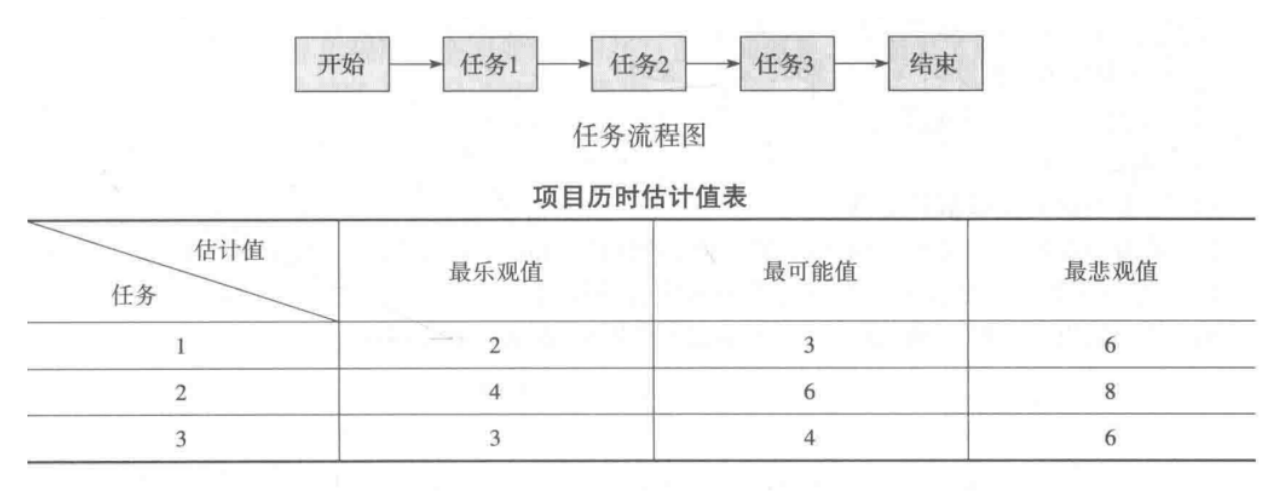 开始 任务1 任务2 任务3 结束
任务流程图
项目历时估计值表
估计值
任务
最乐观值 最可能值 最悲观值
1 2 3 6
2 4 6 8
3 3 4 6